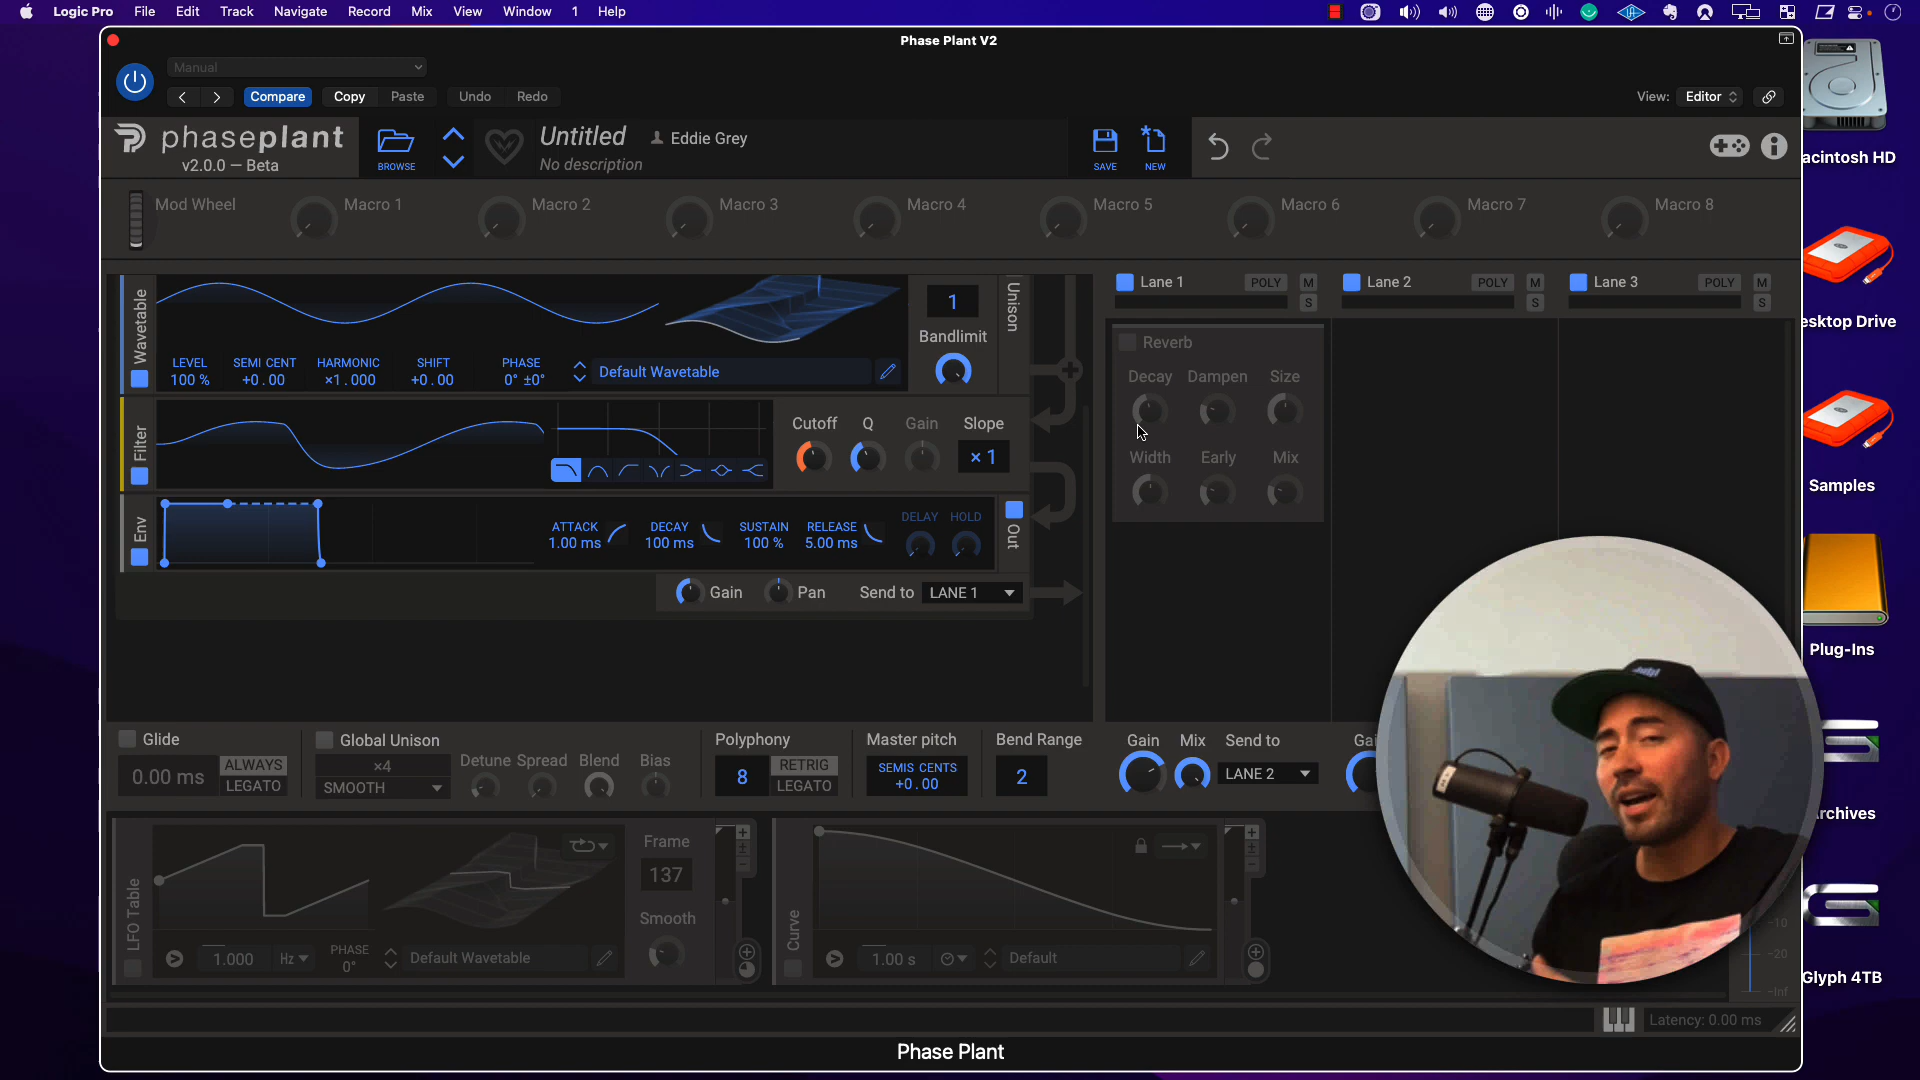 Logic Pro File Edit Track Navigate Record Mix View Window 1 Help
Phase Plant V2
Manual
Compare Copy Paste Undo Redo
View: Editor
phaseplant
v2.0.0 — Beta
BROWSE
Untitled
Eddie Grey
No description
SAVE
NEW
Macintosh HD
Mod Wheel Macro 1 Macro 2 Macro 3 Macro 4 Macro 5 Macro 6 Macro 7 Macro 8
Wavetable
LEVEL 100 %
SEMI CENT +0.00
HARMONIC ×1.000
SHIFT +0.00
PHASE 0° ±0°
Default Wavetable
1
Bandlimit
Unison
Lane 1 POLY M S
Lane 2 POLY M S
Lane 3 POLY M S
Desktop Drive
Reverb
Decay Dampen Size
Width Early Mix
Filter
Cutoff Q Gain Slope
× 1
Samples
Env
ATTACK 1.00 ms
DECAY 100 ms
SUSTAIN 100 %
RELEASE 5.00 ms
DELAY HOLD
Out
Gain Pan Send to LANE 1
Plug-Ins
Glide
0.00 ms
ALWAYS
LEGATO
Global Unison
×4
SMOOTH
Detune Spread Blend Bias
Polyphony
8
RETRIG
LEGATO
Master pitch
SEMIS CENTS
+0.00
Bend Range
2
Gain Mix Send to
LANE 2
Gai
Archives
LFO Table
Frame
137
Smooth
1.000 Hz
PHASE
0°
Default Wavetable
Curve
1.00 s
Default
-10
-20
-Inf
Glyph 4TB
Latency: 0.00 ms
Phase Plant